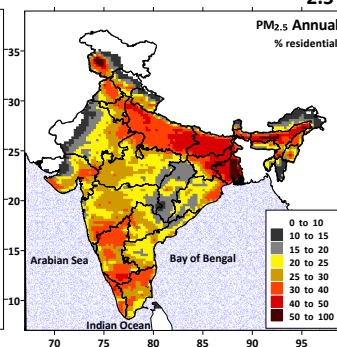 2.5
PM2.5 Annual
% residential
35
30
25
20
15
10
Arabian Sea
Bay of Bengal
Indian Ocean
0 to 10
10 to 15
15 to 20
20 to 25
25 to 30
30 to 40
40 to 50
50 to 100
70 75 80 85 90 95